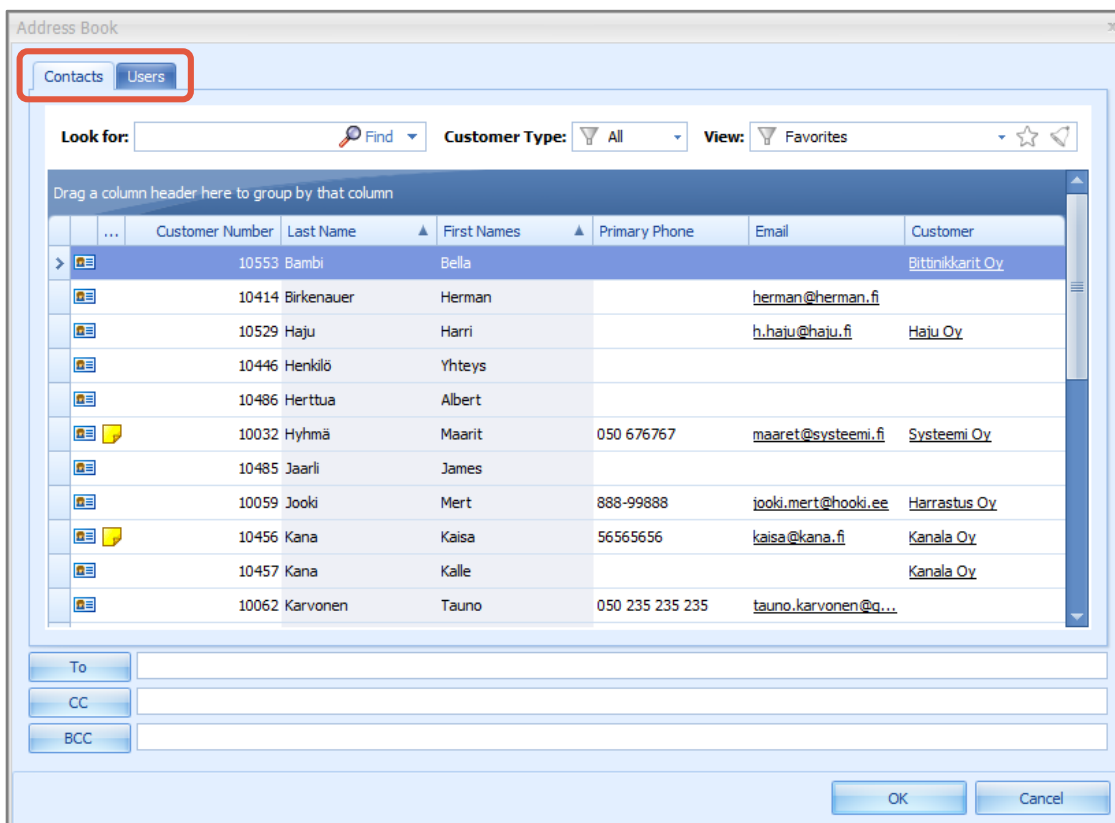 Address Book
Contacts Users
Look for: Find Customer Type: All View: Favorites
Drag a column header here to group by that column
... Customer Number Last Name First Names Primary Phone Email Customer
10553 Bambi Bella Bittinikkarit Oy
10414 Birkenauer Herman herman@herman.fi
10529 Haju Harri h.haju@haju.fi Haju Oy
10446 Henkilö Yhteys
10486 Herttua Albert
10032 Hyhmä Maarit 050 676767 maaret@systeemi.fi Systeemi Oy
10485 Jaarli James
10059 Jooki Mert 888-99888 jooki.mert@hooki.ee Harrastus Oy
10456 Kana Kaisa 56565656 kaisa@kana.fi Kanala Oy
10457 Kana Kalle Kanala Oy
10062 Karvonen Tauno 050 235 235 235 tauno.karvonen@g...
To
CC
BCC
OK Cancel